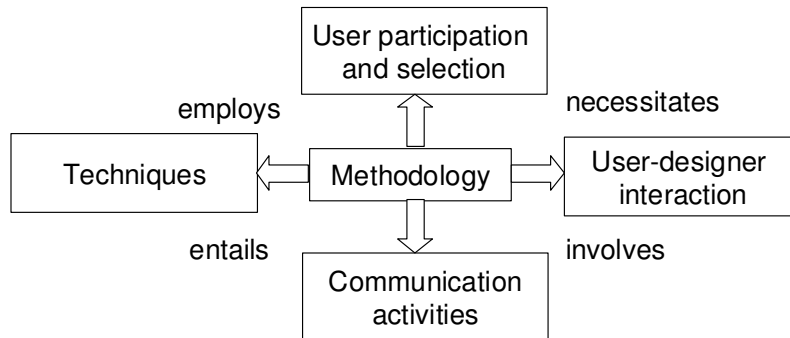 User participation
and selection
employs
necessitates
Techniques
Methodology
User-designer
interaction
entails
involves
Communication
activities